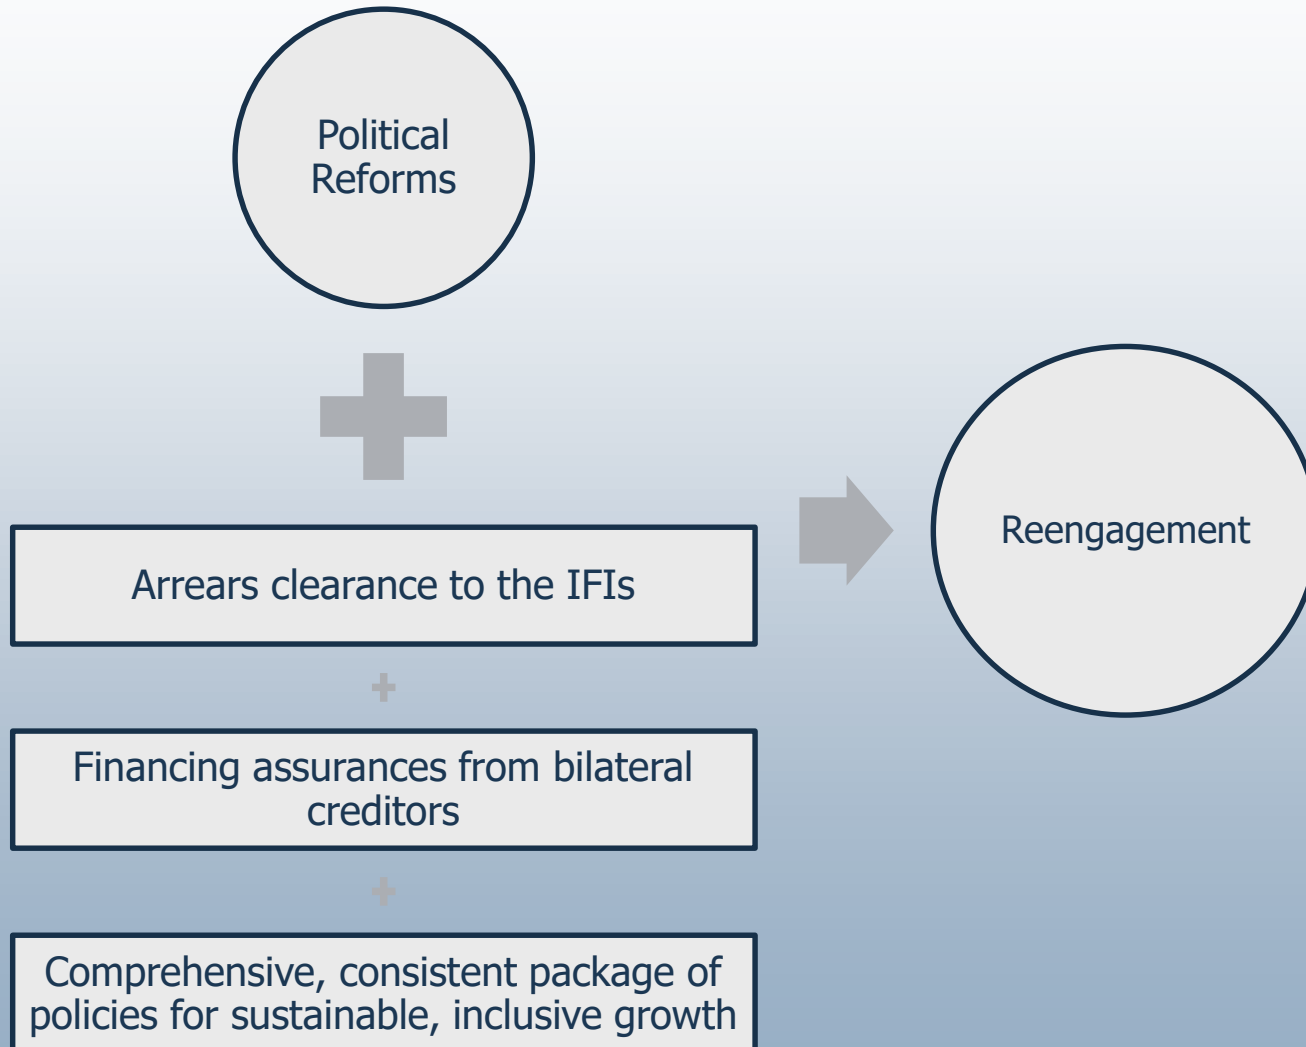 Political
Reforms
Arrears clearance to the IFIs
Reengagement
Financing assurances from bilateral
creditors
Comprehensive, consistent package of
policies for sustainable, inclusive growth